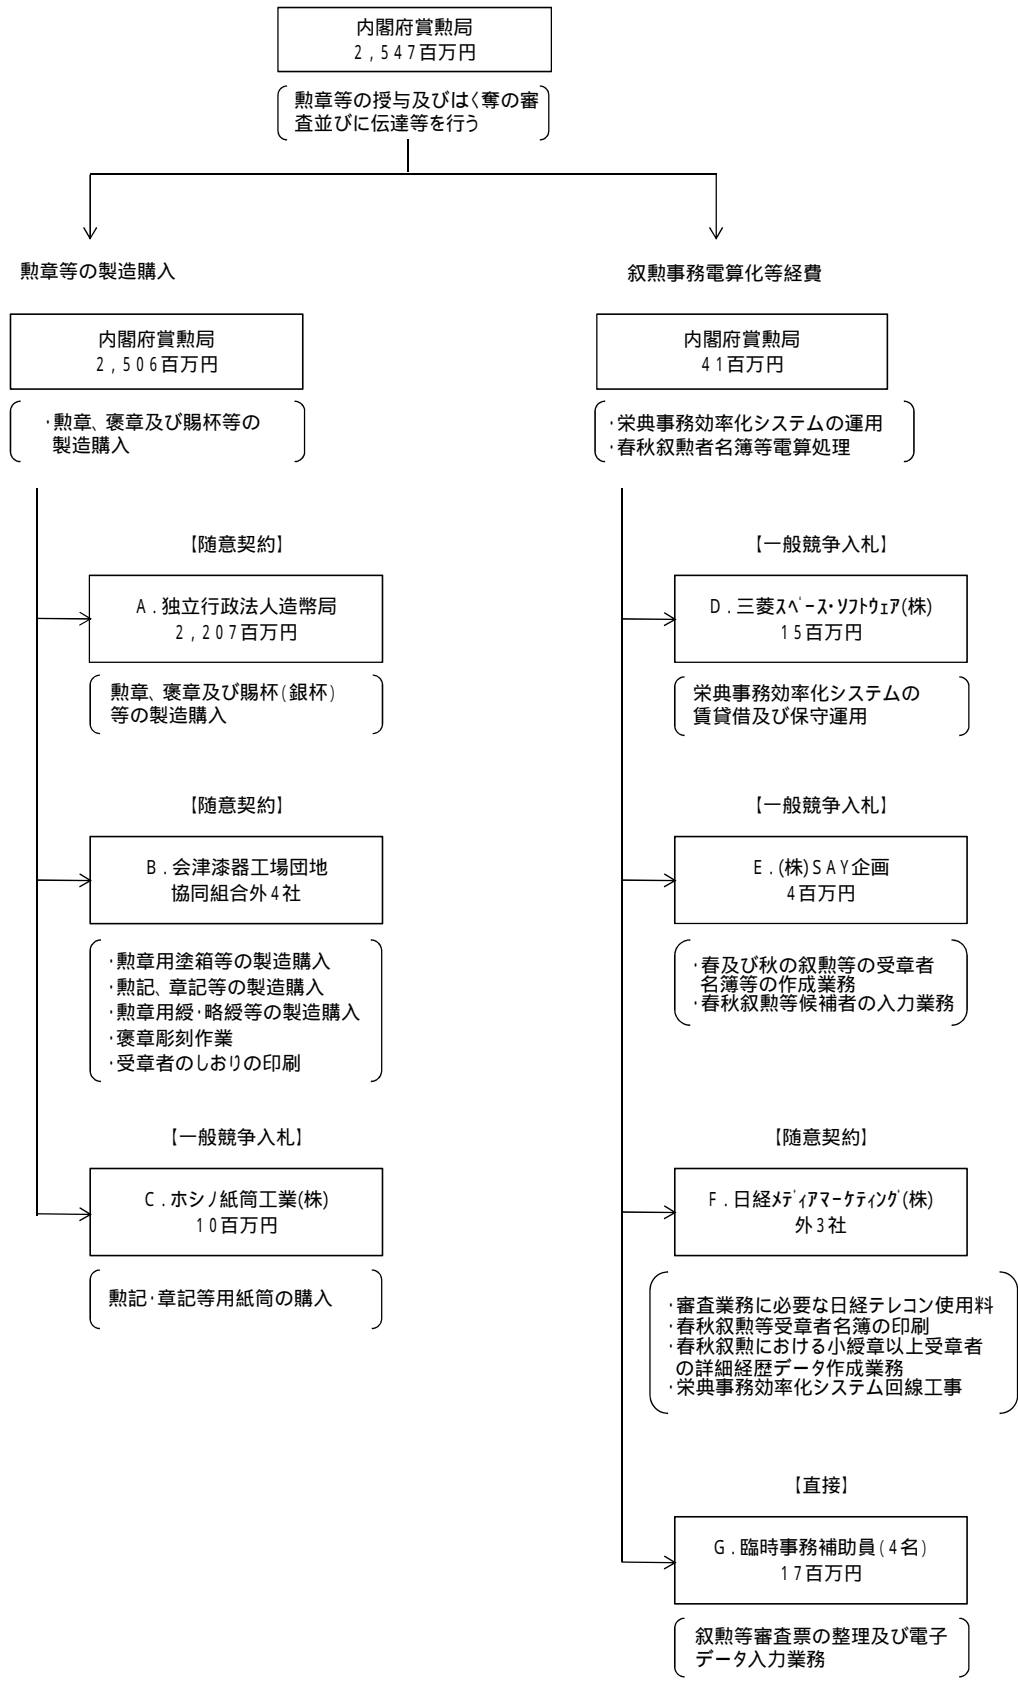 内閣府賞勲局
2,547百万円
勲章等の授与及びはく奪の審
査並びに伝達等を行う
勲章等の製造購入
内閣府賞勲局
2,506百万円
・勲章、褒章及び賜杯等の
製造購入
【随意契約】
A.独立行政法人造幣局
2,207百万円
勲章、褒章及び賜杯(銀杯)
等の製造購入
【随意契約】
B.会津漆器工場団地
協同組合外4社
・勲章用塗箱等の製造購入
・勲記、章記等の製造購入
・勲章用綬・略綬等の製造購入
・褒章彫刻作業
・受章者のしおりの印刷
【一般競争入札】
C.ホシノ紙筒工業(株)
10百万円
勲記・章記等用紙筒の購入
叙勲事務電算化等経費
内閣府賞勲局
41百万円
・栄典事務効率化システムの運用
・春秋叙勲者名簿等電算処理
【一般競争入札】
D.三菱スペース・ソフトウェア(株)
15百万円
栄典事務効率化システムの
賃貸借及び保守運用
【一般競争入札】
E.(株)SAY企画
4百万円
・春及び秋の叙勲等の受章者
名簿等の作成業務
・春秋叙勲等候補者の入力業務
【随意契約】
F.日経メディアマーケティング(株)
外3社
・審査業務に必要な日経テレコン使用料
・春秋叙勲等受章者名簿の印刷
・春秋叙勲における小綬章以上受章者
の詳細経歴データ作成業務
・栄典事務効率化システム回線工事
【直接】
G.臨時事務補助員(4名)
17百万円
叙勲等審査票の整理及び電子
データ入力業務